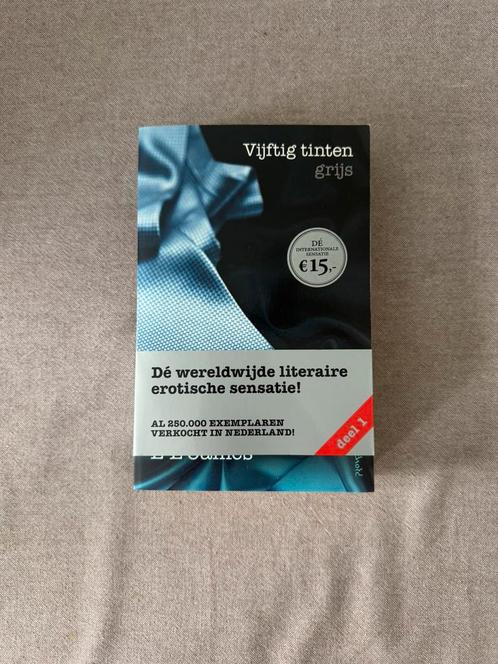 Vijftig tinten
grijs
DÉ
INTERNATIONALE
SENSATIE
€15,-
Dé wereldwijde literaire
erotische sensatie!
AL 250.000 EXEMPLAREN
VERKOCHT IN NEDERLAND!
deel 1
E L James